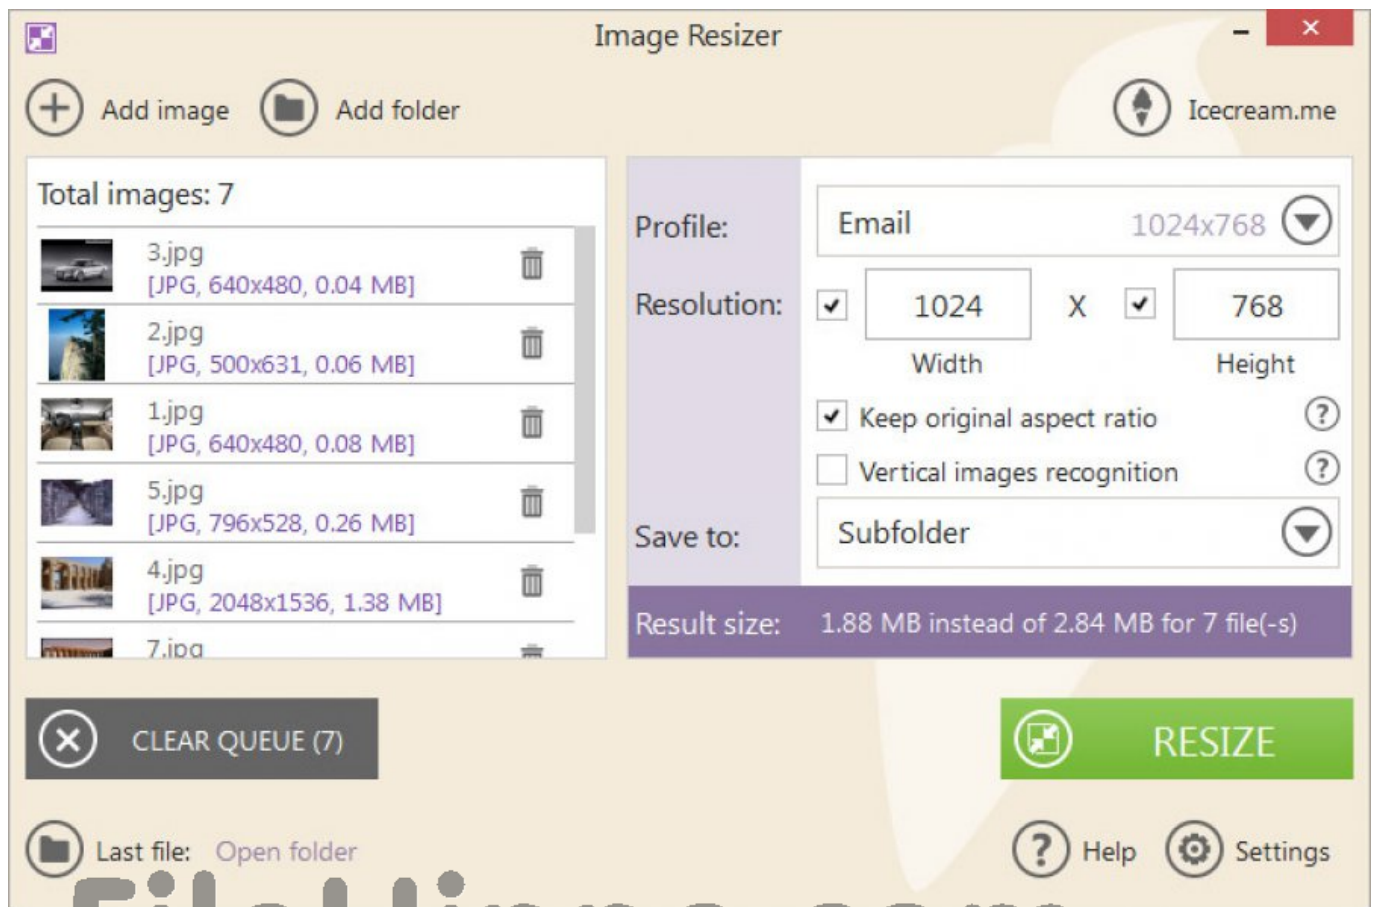 Image Resizer
Add image
Add folder
Icecream.me
Total images: 7
3.jpg
[JPG, 640x480, 0.04 MB]
2.jpg
[JPG, 500x631, 0.06 MB]
1.jpg
[JPG, 640x480, 0.08 MB]
5.jpg
[JPG, 796x528, 0.26 MB]
4.jpg
[JPG, 2048x1536, 1.38 MB]
7.jpg
Profile:
Email 1024x768
Resolution:
1024 X 768
Width Height
Keep original aspect ratio ?
Vertical images recognition ?
Save to:
Subfolder
Result size: 1.88 MB instead of 2.84 MB for 7 file(-s)
CLEAR QUEUE (7)
RESIZE
Last file: Open folder
? Help
Settings